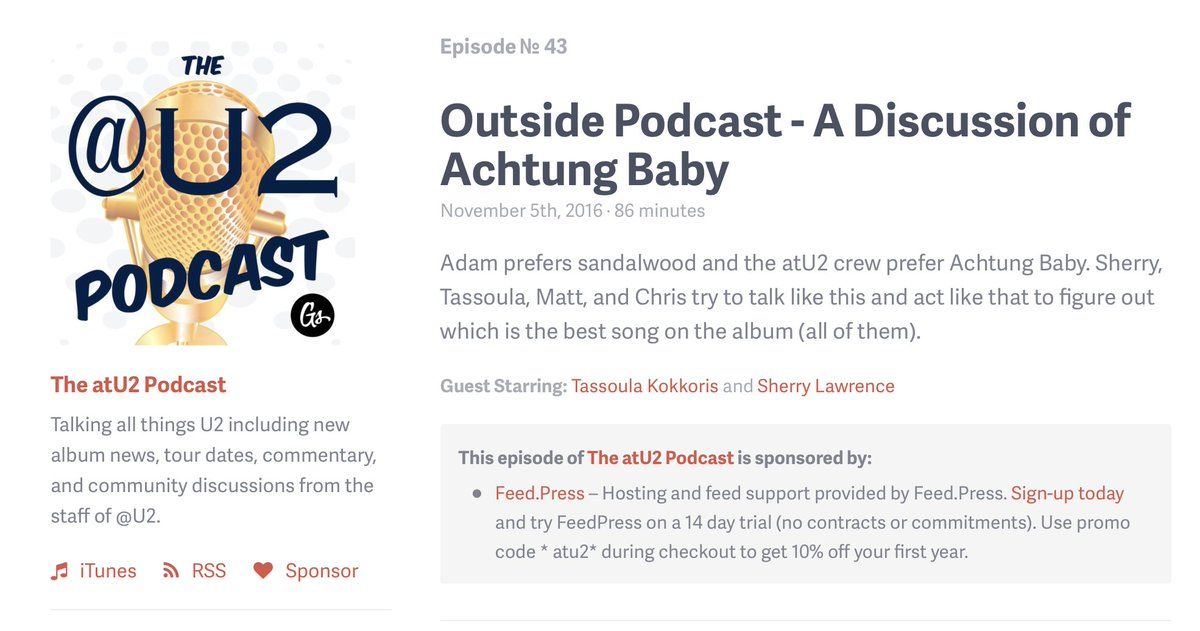 THE
@U2
PODCAST
Gs
The atU2 Podcast
Talking all things U2 including new
album news, tour dates, commentary,
and community discussions from the
staff of @U2.
iTunes RSS Sponsor
Episode № 43
Outside Podcast - A Discussion of
Achtung Baby
November 5th, 2016 · 86 minutes
Adam prefers sandalwood and the atU2 crew prefer Achtung Baby. Sherry,
Tassoula, Matt, and Chris try to talk like this and act like that to figure out
which is the best song on the album (all of them).
Guest Starring: Tassoula Kokkoris and Sherry Lawrence
This episode of The atU2 Podcast is sponsored by:
• Feed.Press – Hosting and feed support provided by Feed.Press. Sign-up today
and try FeedPress on a 14 day trial (no contracts or commitments). Use promo
code * atu2* during checkout to get 10% off your first year.